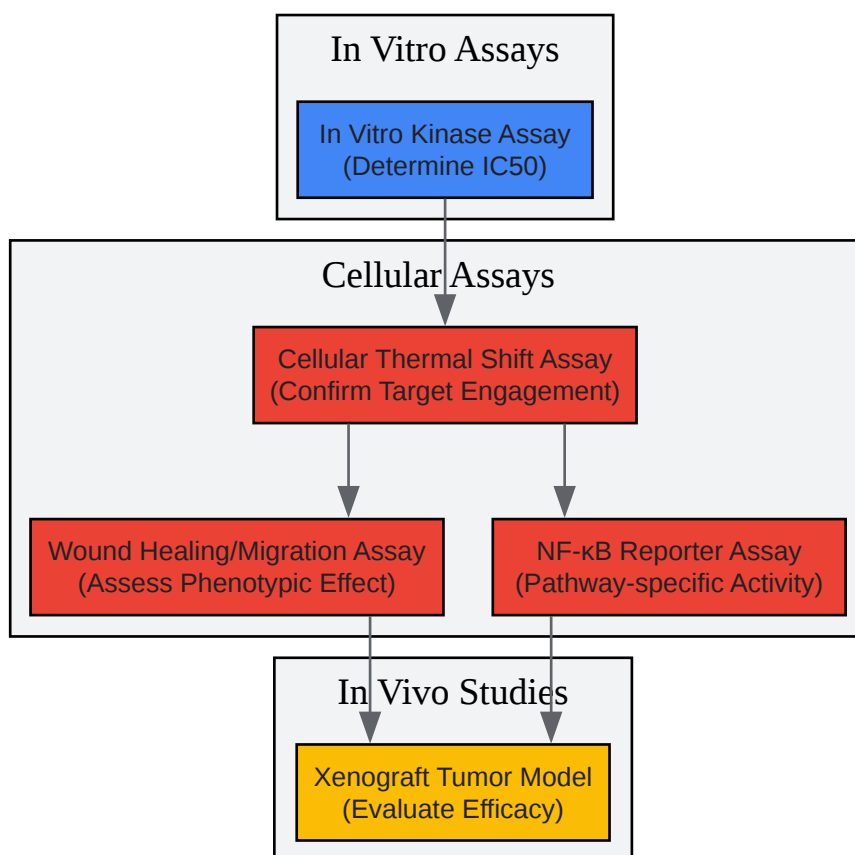 In Vitro Assays
In Vitro Kinase Assay
(Determine IC50)
Cellular Assays
Cellular Thermal Shift Assay
(Confirm Target Engagement)
Wound Healing/Migration Assay
(Assess Phenotypic Effect)
NF-κB Reporter Assay
(Pathway-specific Activity)
In Vivo Studies
Xenograft Tumor Model
(Evaluate Efficacy)